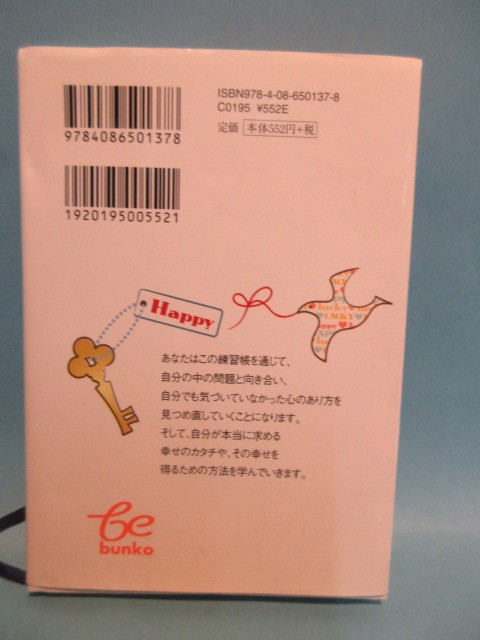 ISBN978-4-08-650137-8
C0195 ¥552E
定価 本体552円+税
9784086501378
1920195005521
Happy
LUCKY
あなたはこの練習帳を通じて、
自分の中の問題と向き合い、
自分でも気づいていなかった心のあり方を
見つめ直していくことになります。
そして、自分が本当に求める
幸せのカタチや、その幸せを
得るための方法を学んでいきます。
be
bunko